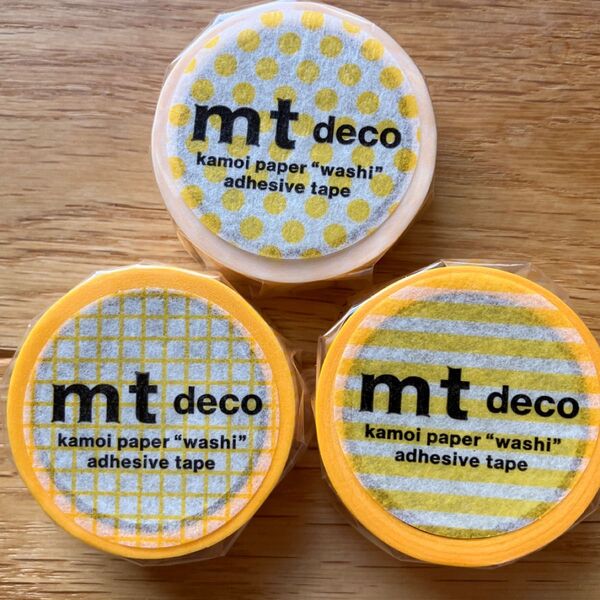 mt deco
kamoi paper “washi”
adhesive tape
mt deco
kamoi paper “washi”
adhesive tape
mt deco
kamoi paper “washi”
adhesive tape